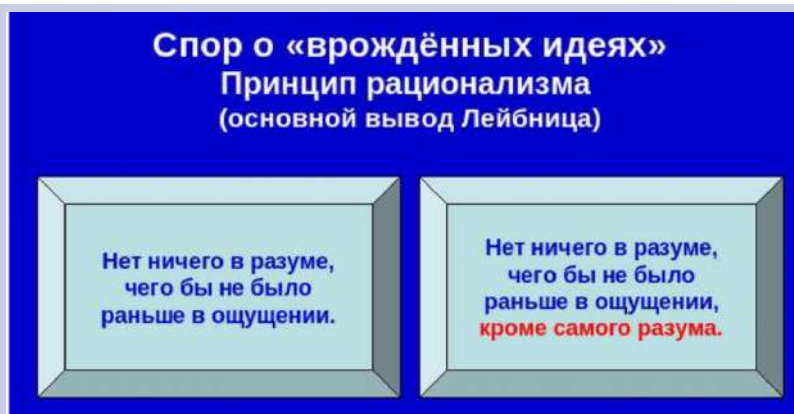 Спор о «врождённых идеях»
Принцип рационализма
(основной вывод Лейбница)
Нет ничего в разуме,
чего бы не было
раньше в ощущении.
Нет ничего в разуме,
чего бы не было
раньше в ощущении,
кроме самого разума.